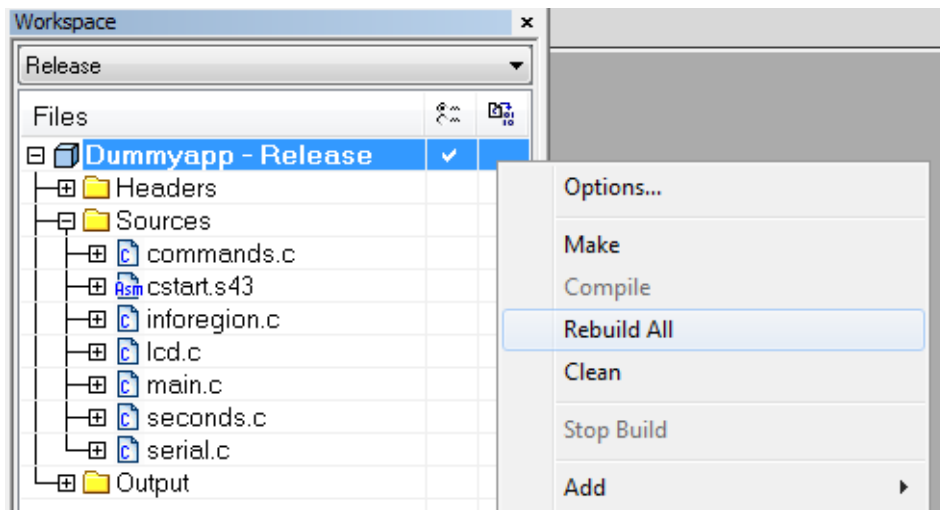 Workspace
Release
Files
Dummyapp - Release
Headers
Sources
commands.c
Asm cstart.s43
inforegion.c
lcd.c
main.c
seconds.c
serial.c
Output
Options...
Make
Compile
Rebuild All
Clean
Stop Build
Add